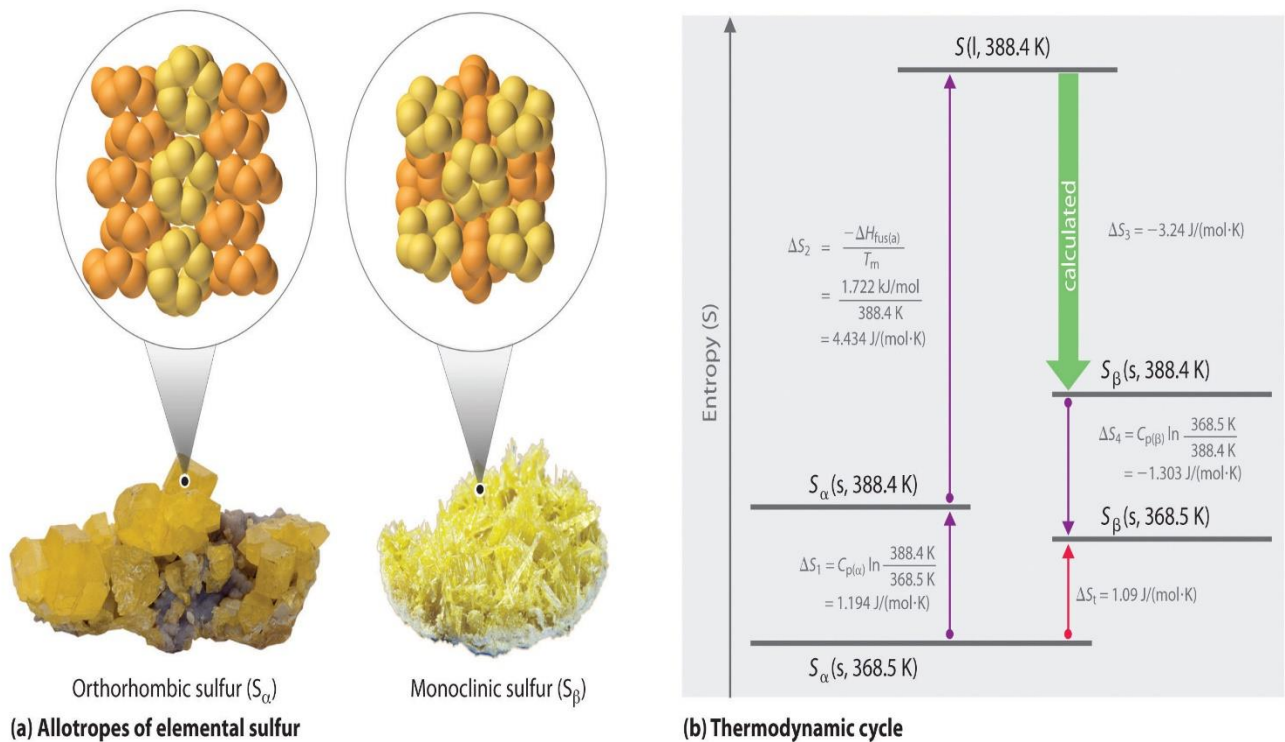 Orthorhombic sulfur (Sα)
Monoclinic sulfur (Sβ)
(a) Allotropes of elemental sulfur
Entropy (S)
S(l, 388.4 K)
calculated
ΔS3 = −3.24 J/(mol·K)
ΔS2 = −ΔHfus(a)
Tm
= 1.722 kJ/mol
388.4 K
= 4.434 J/(mol·K)
Sβ(s, 388.4 K)
ΔS4 = Cp(β) ln 368.5 K
388.4 K
= −1.303 J/(mol·K)
Sα(s, 388.4 K)
Sβ(s, 368.5 K)
ΔS1 = Cp(α) ln 388.4 K
368.5 K
= 1.194 J/(mol·K)
ΔSt = 1.09 J/(mol·K)
Sα(s, 368.5 K)
(b) Thermodynamic cycle